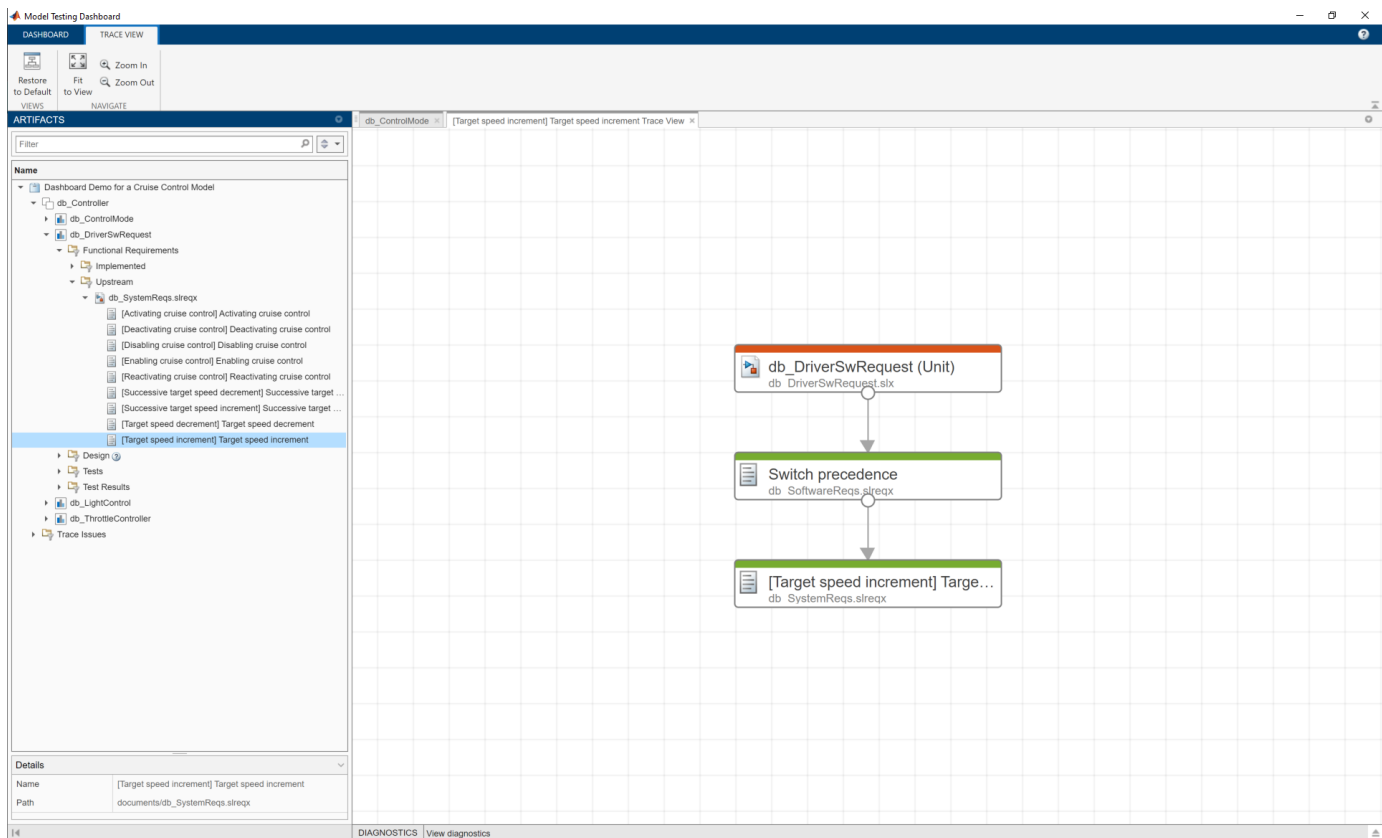 Model Testing Dashboard
DASHBOARD TRACE VIEW
Restore to Default
Fit to View
Zoom In
Zoom Out
VIEWS NAVIGATE
ARTIFACTS
Filter
Name
Dashboard Demo for a Cruise Control Model
db_Controller
db_ControlMode
db_DriverSwRequest
Functional Requirements
Implemented
Upstream
db_SystemReqs.slreqx
[Activating cruise control] Activating cruise control
[Deactivating cruise control] Deactivating cruise control
[Disabling cruise control] Disabling cruise control
[Enabling cruise control] Enabling cruise control
[Reactivating cruise control] Reactivating cruise control
[Successive target speed decrement] Successive target ...
[Successive target speed increment] Successive target ...
[Target speed decrement] Target speed decrement
[Target speed increment] Target speed increment
Design
Tests
Test Results
db_LightControl
db_ThrottleController
Trace Issues
Details
Name [Target speed increment] Target speed increment
Path documents/db_SystemReqs.slreqx
db_ControlMode
[Target speed increment] Target speed increment Trace View
db_DriverSwRequest (Unit)
db_DriverSwRequest.slx
Switch precedence
db_SoftwareReqs.slreqx
[Target speed increment] Targe...
db_SystemReqs.slreqx
DIAGNOSTICS View diagnostics